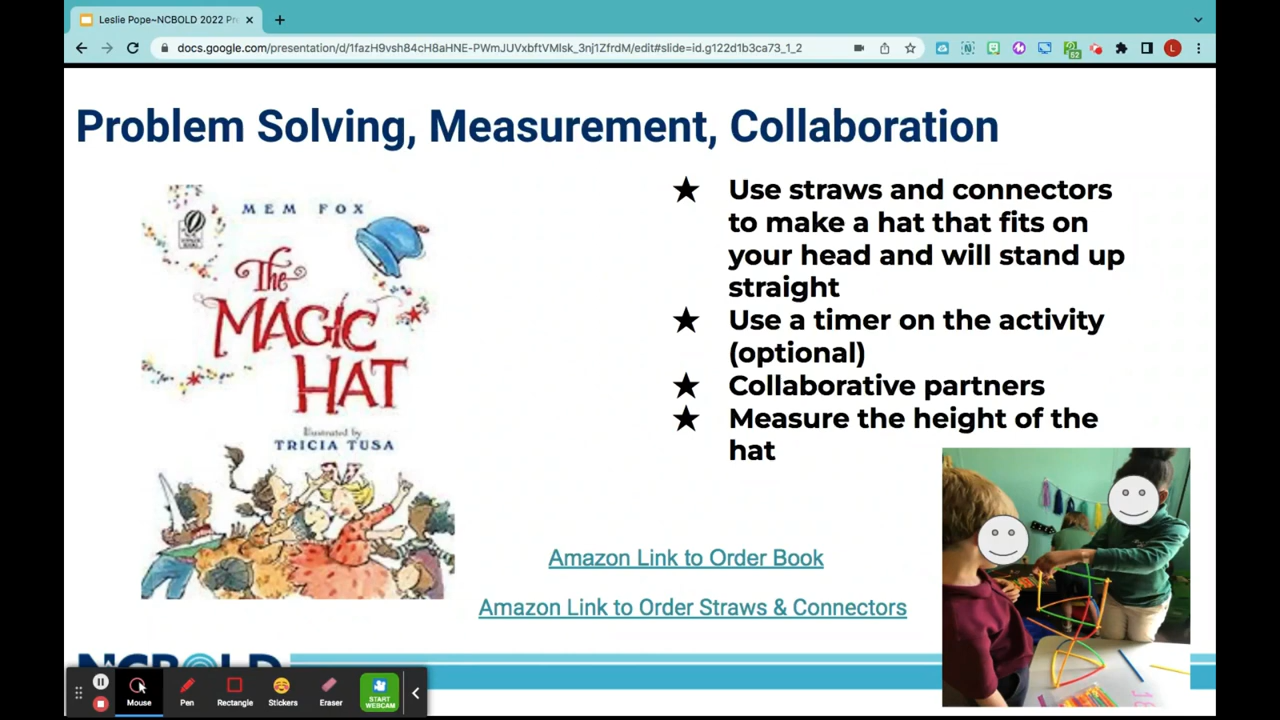 Leslie Pope~NCBOLD 2022 Pr
docs.google.com/presentation/d/1fazH9vsh84cH8aHNE-PWmJUVxbftVMlsk_3nj1ZfrdM/edit#slide=id.g122d1b3ca73_1_2
52
L
Problem Solving, Measurement, Collaboration
MEM FOX
The
MAGIC
HAT
Illustrated by
TRICIA TUSA
★ Use straws and connectors
to make a hat that fits on
your head and will stand up
straight
★ Use a timer on the activity
(optional)
★ Collaborative partners
★ Measure the height of the
hat
Amazon Link to Order Book
Amazon Link to Order Straws & Connectors
NCBOLD
Mouse
Pen
Rectangle
Stickers
Eraser
START
WEBCAM